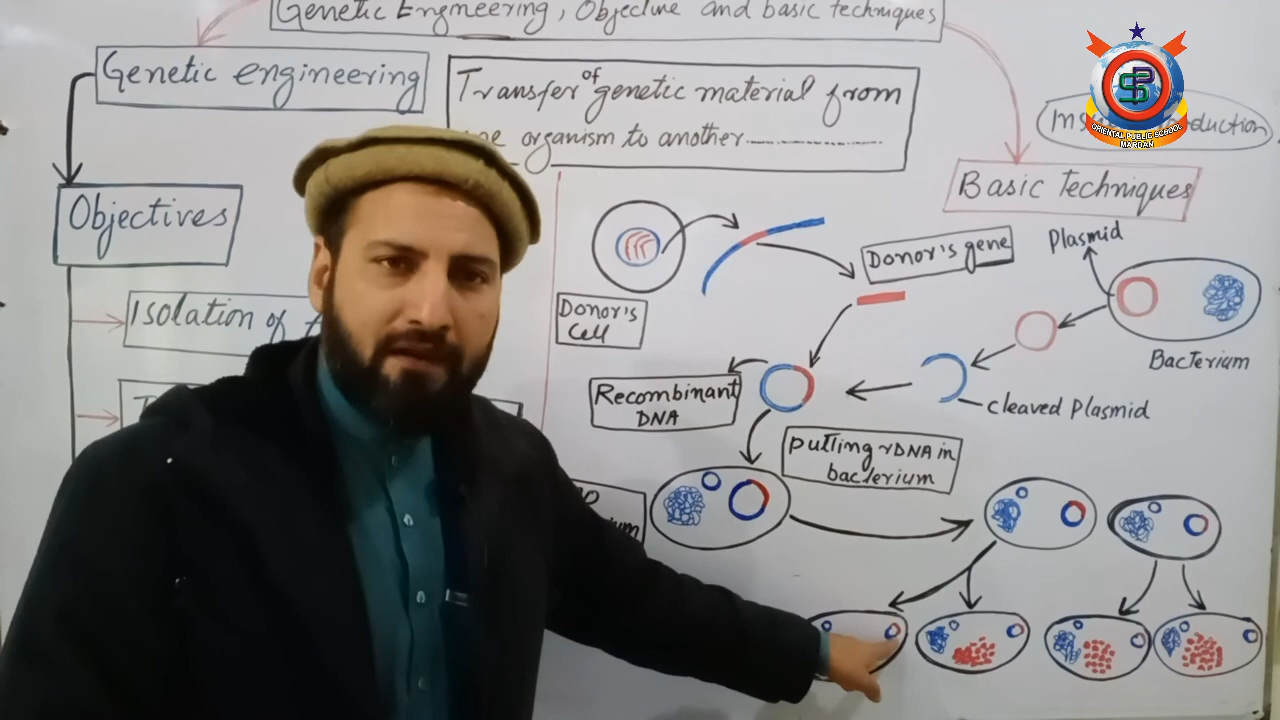 Genetic Engineering, Objective and basic techniques
Genetic engineering
Transfer of genetic material from
organism to another
Objectives
Isolation of
Basic Techniques
ORIENTAL PUBLIC SCHOOL
MARDAN
Donor's
Cell
Donor's gene
Plasmid
Bacterium
Cleaved Plasmid
Recombinant
DNA
Putting rDNA in
bacterium